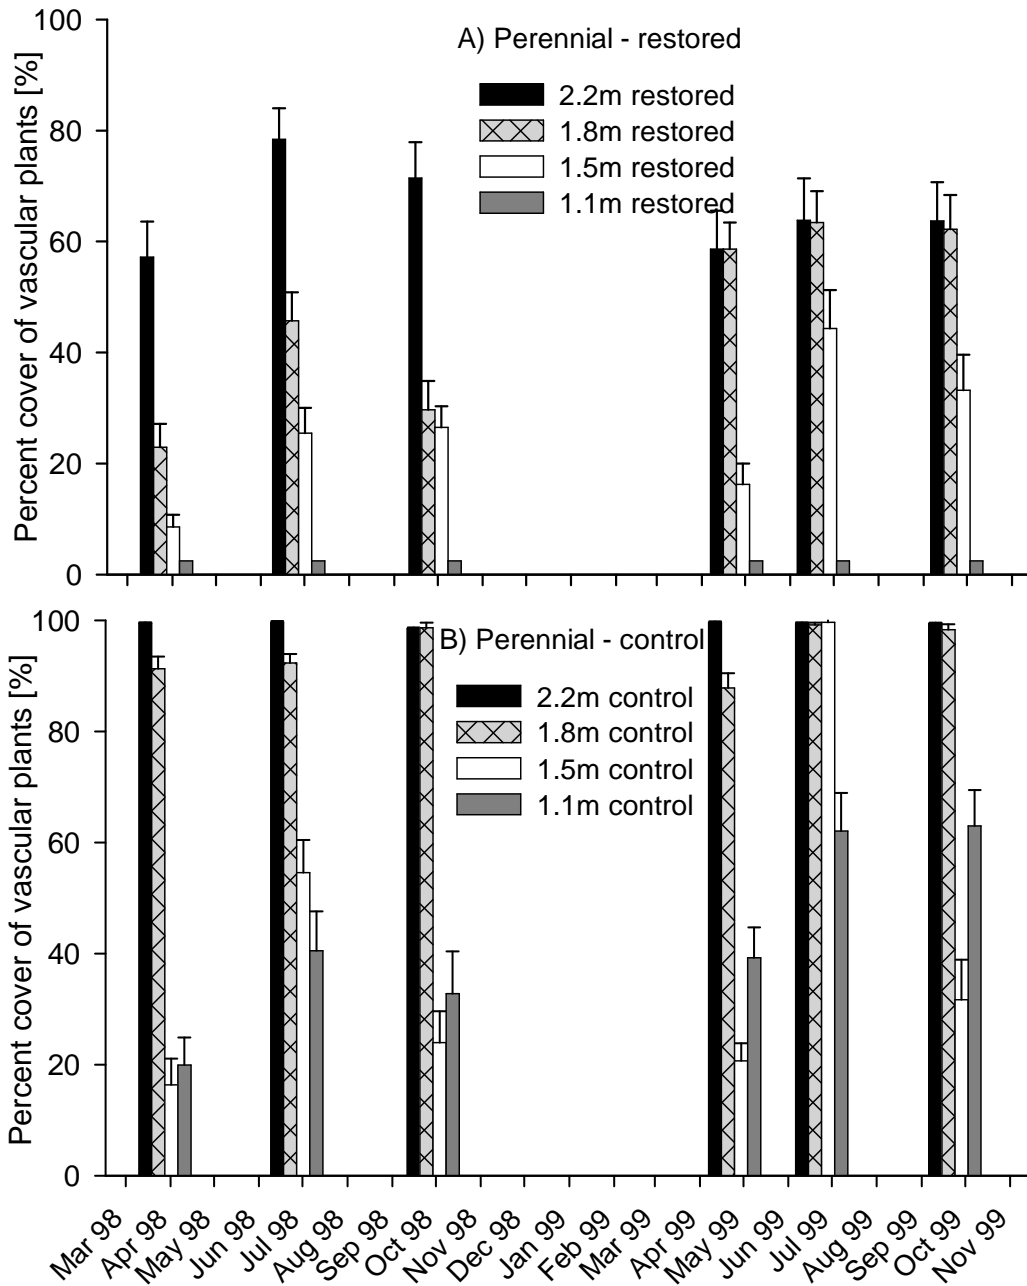 100
80
60
40
20
0
Percent cover of vascular plants [%]
A) Perennial - restored
2.2m restored
1.8m restored
1.5m restored
1.1m restored
100
80
60
40
20
0
Percent cover of vascular plants [%]
B) Perennial - control
2.2m control
1.8m control
1.5m control
1.1m control
Mar 98
Apr 98
May 98
Jun 98
Jul 98
Aug 98
Sep 98
Oct 98
Nov 98
Dec 98
Jan 99
Feb 99
Mar 99
Apr 99
May 99
Jun 99
Jul 99
Aug 99
Sep 99
Oct 99
Nov 99